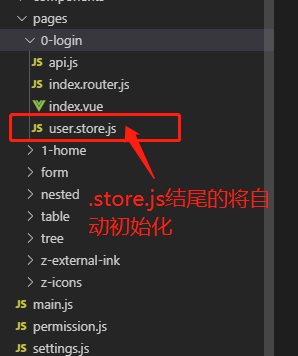 components
pages
0-login
JS api.js
JS index.router.js
index.vue
JS user.store.js
1-home
.store.js结尾的将自
动初始化
form
nested
table
tree
z-external-ink
z-icons
JS main.js
JS permission.js
JS settings.js